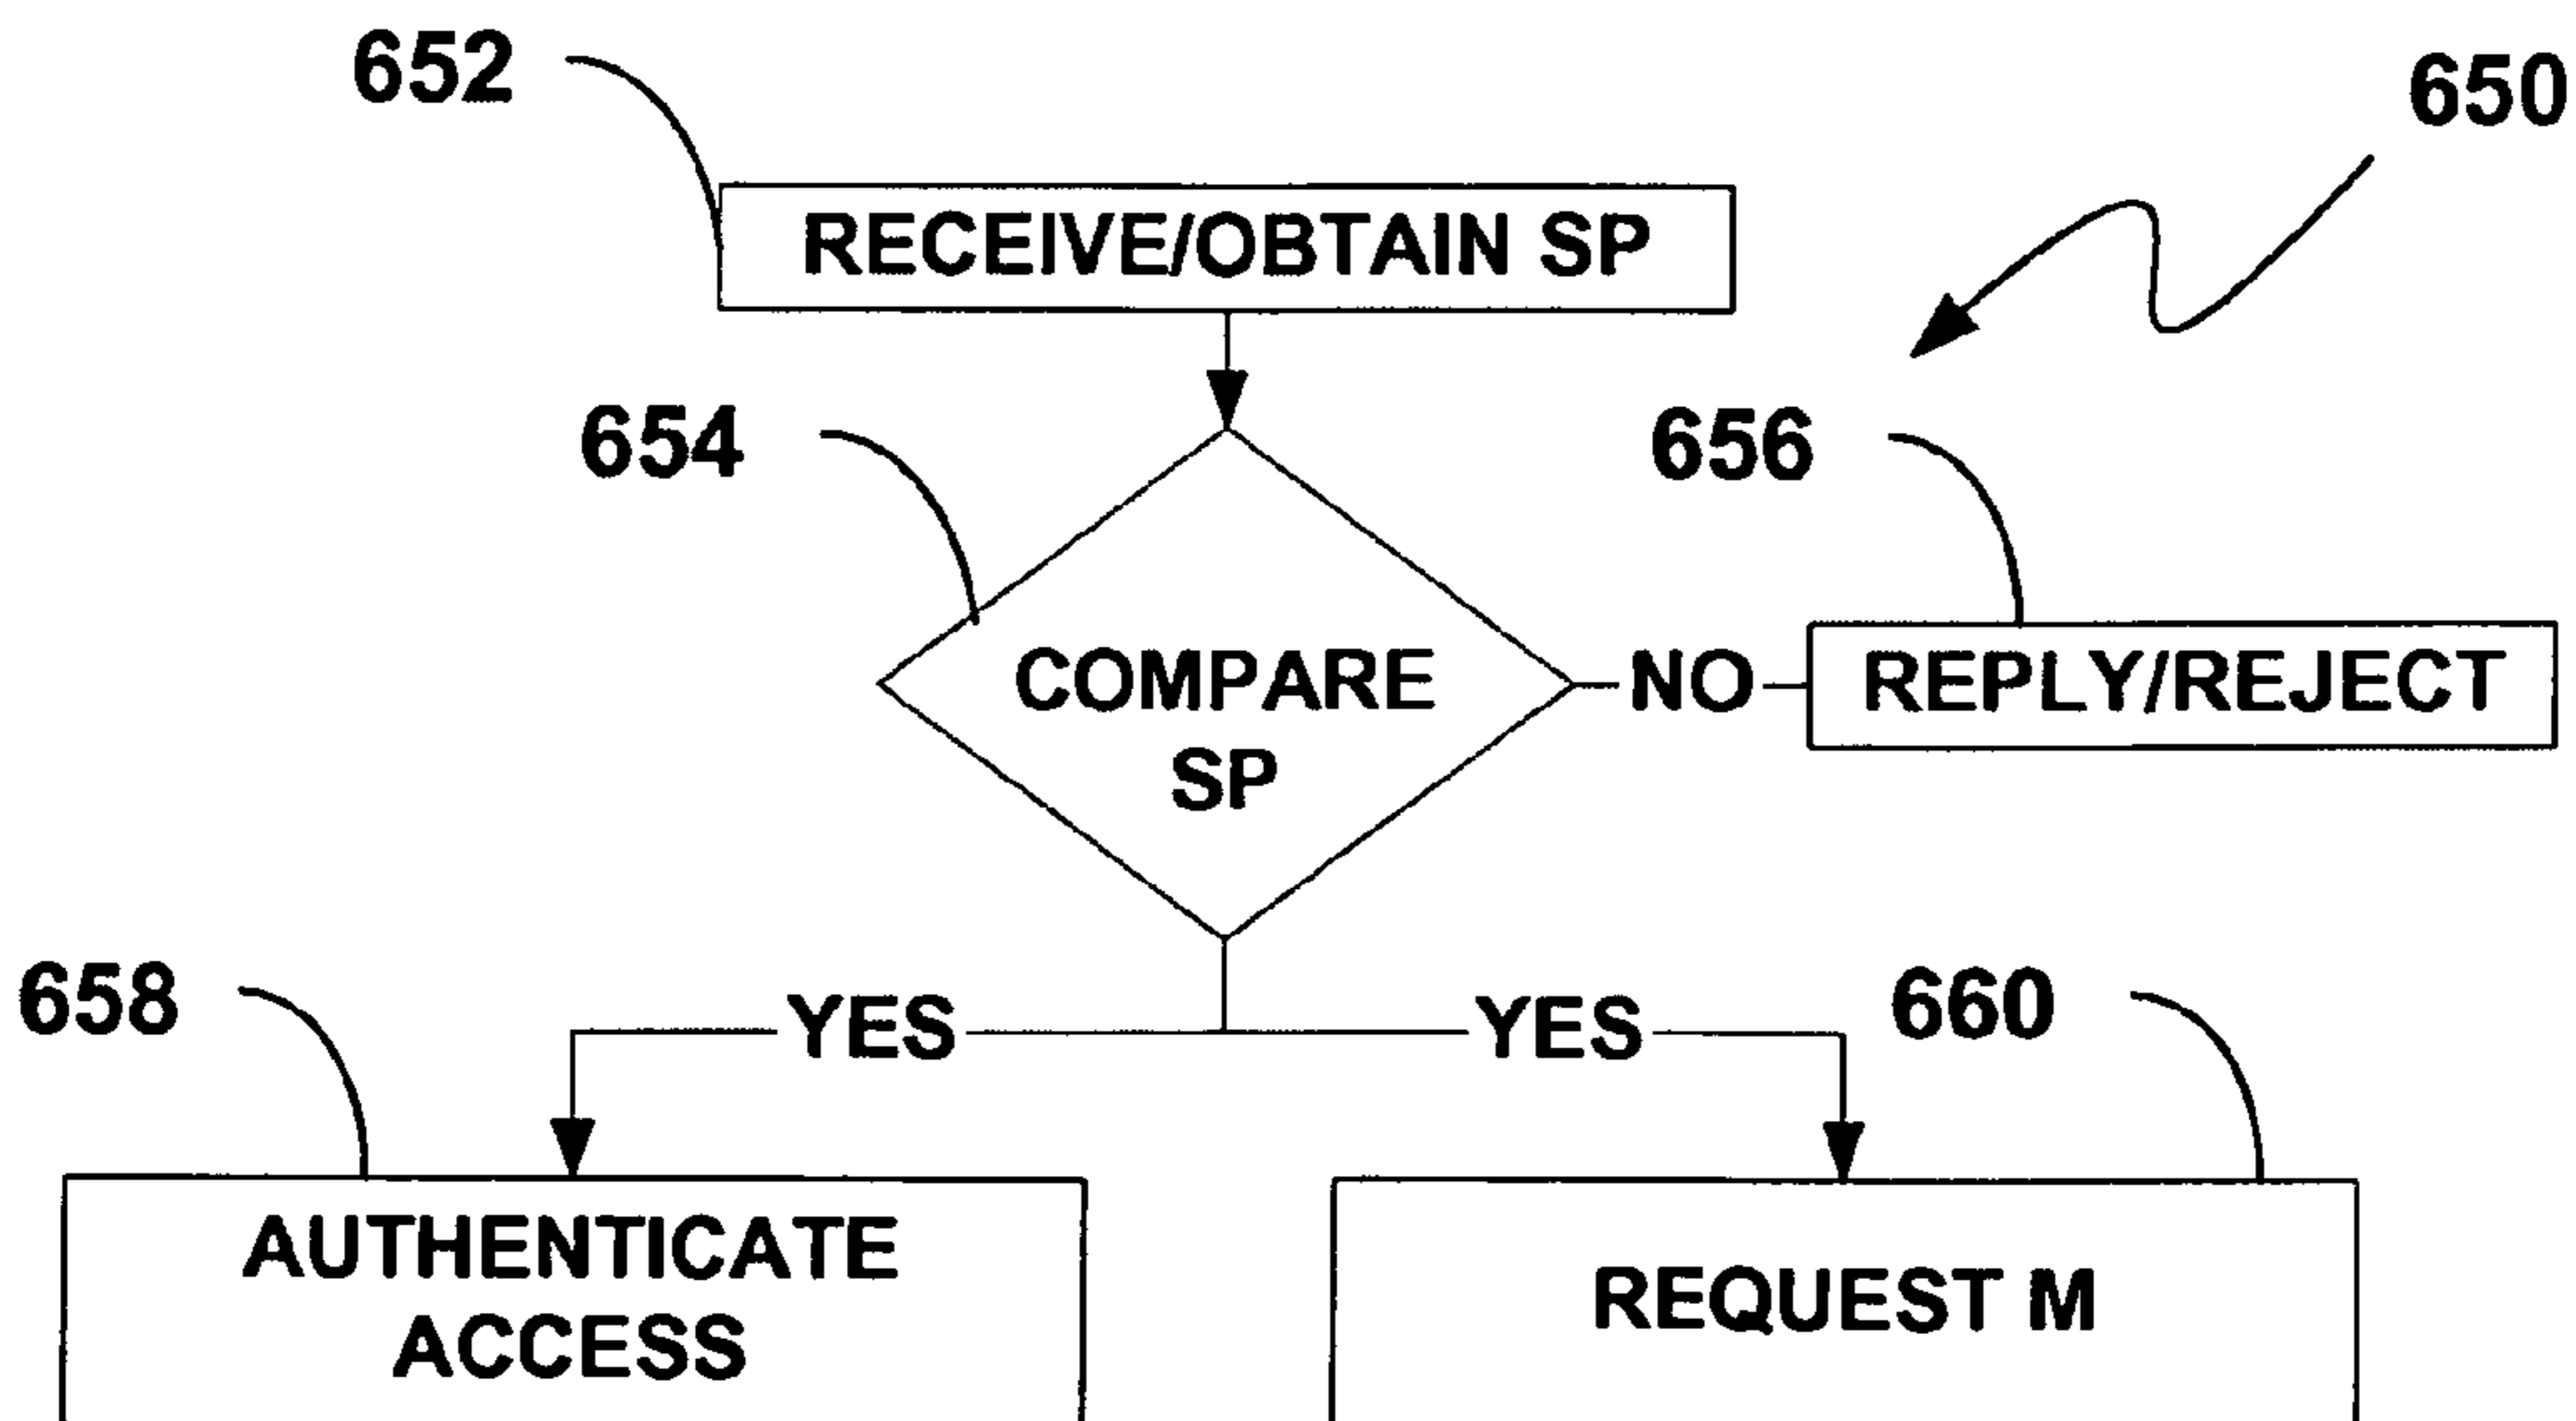 652
650
RECEIVE/OBTAIN SP
654
656
COMPARE
SP
NO
REPLY/REJECT
658
YES
YES
660
AUTHENTICATE
ACCESS
REQUEST M